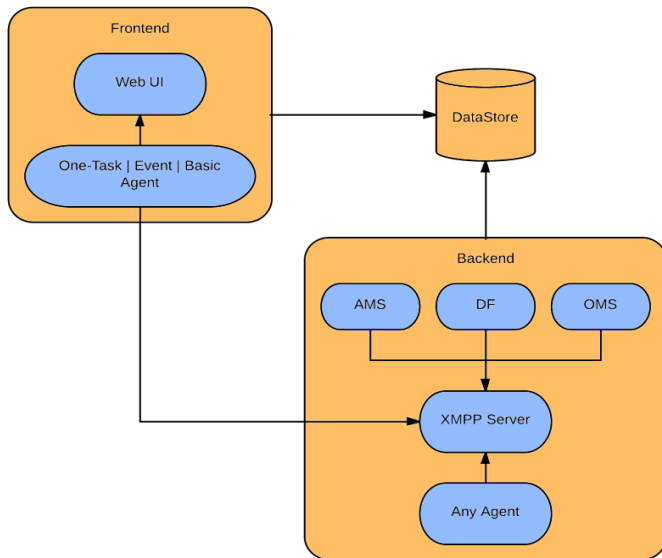 Frontend
Web UI
One-Task | Event | Basic
Agent
DataStore
Backend
AMS
DF
OMS
XMPP Server
Any Agent